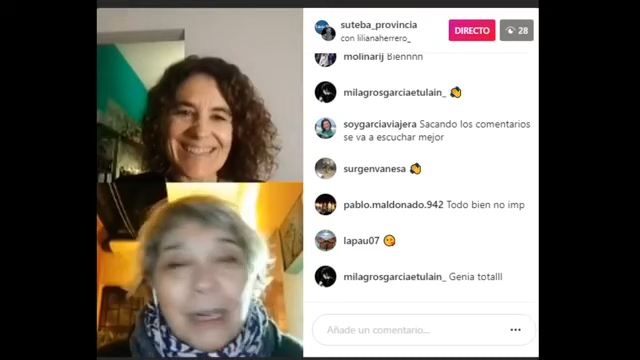 suteba_provincia
con lilianaherrero_
DIRECTO
28
molinarij Biennnn
milagrosgarciaetulain_ 👏
soygarciaviajera Sacando los comentarios
se va a escuchar mejor
surgenvanesa 👏
pablo.maldonado.942 Todo bien no imp
lapau07 😘
milagrosgarciaetulain_ Genia totalll
Añade un comentario...